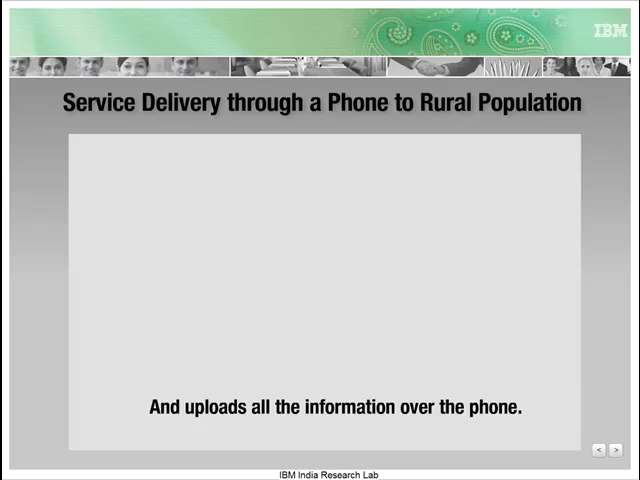 IBM
Service Delivery through a Phone to Rural Population
And uploads all the information over the phone.
< >
IBM India Research Lab